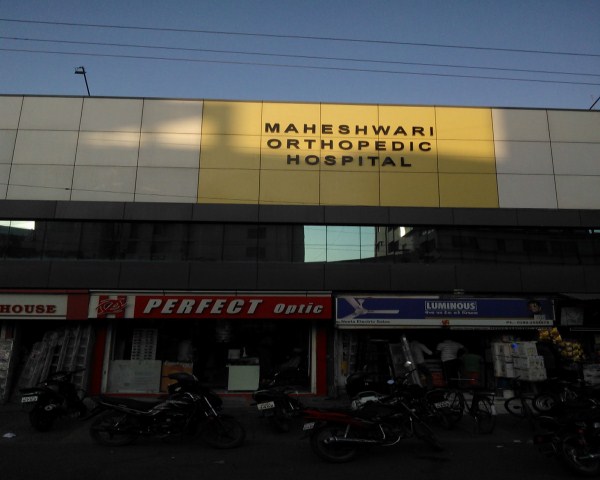 MAHESHWARI
ORTHOPEDIC
HOSPITAL
HOUSE
PERFECT Optic
LUMINOUS